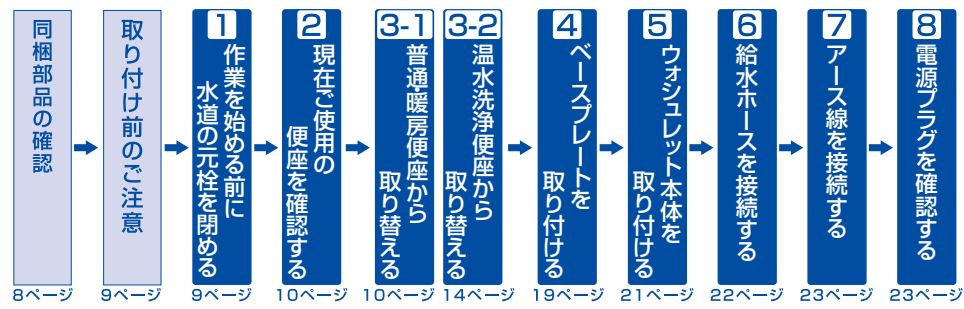 同梱部品の確認
8ページ
取り付け前のご注意
9ページ
1
作業を始める前に
水道の元栓を閉める
9ページ
2
現在ご使用の
便座を確認する
10ページ
3-1
普通・暖房便座から
取り替える
10ページ
3-2
温水洗浄便座から
取り替える
14ページ
4
ベースプレートを
取り付ける
19ページ
5
ウォシュレット本体を
取り付ける
21ページ
6
給水ホースを接続する
22ページ
7
アース線を接続する
23ページ
8
電源プラグを確認する
23ページ